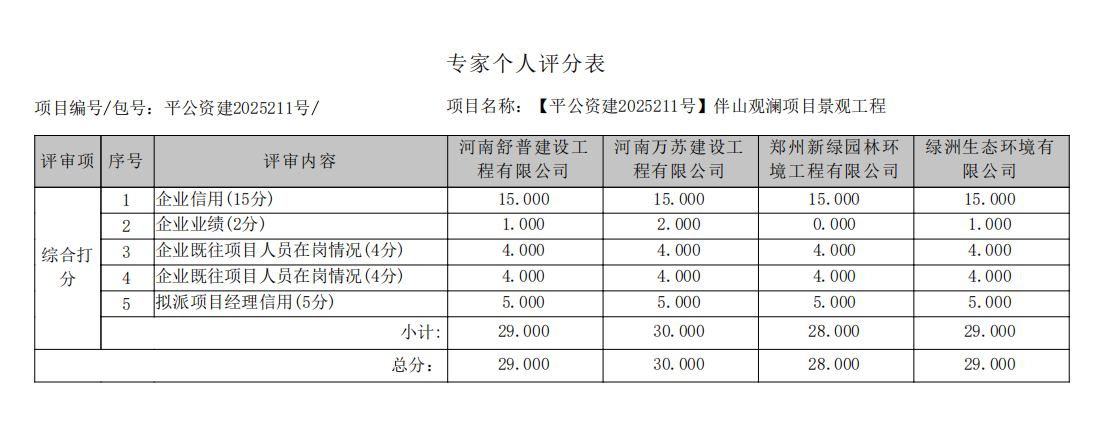 专家个人评分表
项目编号/包号：平公资建2025211号/ 项目名称：【平公资建2025211号】伴山观澜项目景观工程
评审项 序号 评审内容 河南舒普建设工程有限公司 河南万苏建设工程有限公司 郑州新绿园林环境工程有限公司 绿洲生态环境有限公司
综合打分
1 企业信用(15分) 15.000 15.000 15.000 15.000
2 企业业绩(2分) 1.000 2.000 0.000 1.000
3 企业既往项目人员在岗情况(4分) 4.000 4.000 4.000 4.000
4 企业既往项目人员在岗情况(4分) 4.000 4.000 4.000 4.000
5 拟派项目经理信用(5分) 5.000 5.000 5.000 5.000
小计: 29.000 30.000 28.000 29.000
总分： 29.000 30.000 28.000 29.000